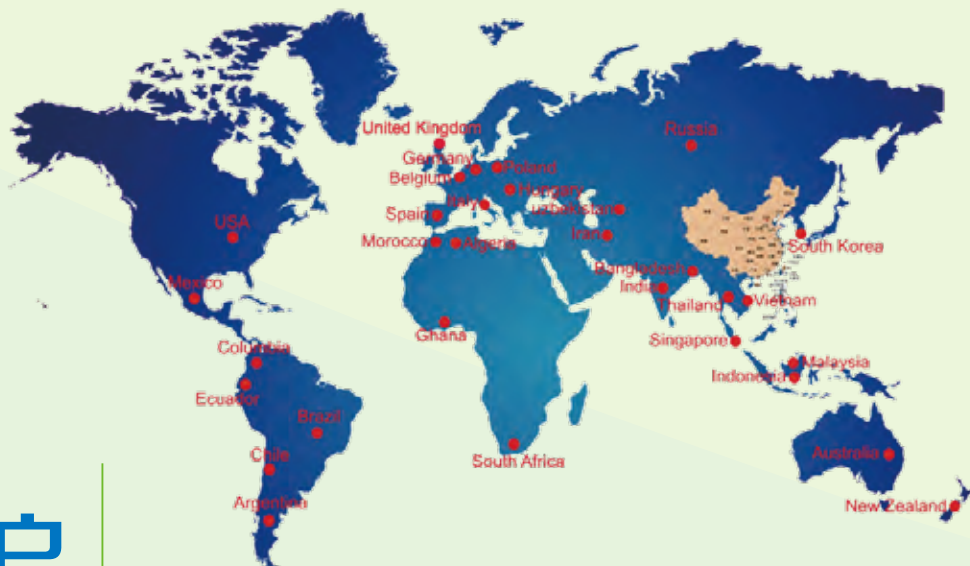 United Kingdom
Russia
Germany
Poland
Belgium
Hungary
Italy
uzbekistan
Spain
USA
Morocco
Algeria
Iran
South Korea
Bangladesh
Mexico
India
Thailand
Vietnam
Ghana
Singapore
Columbia
Malaysia
Indonesia
Ecuador
Brazil
Chile
Australia
South Africa
Argentina
New Zealand